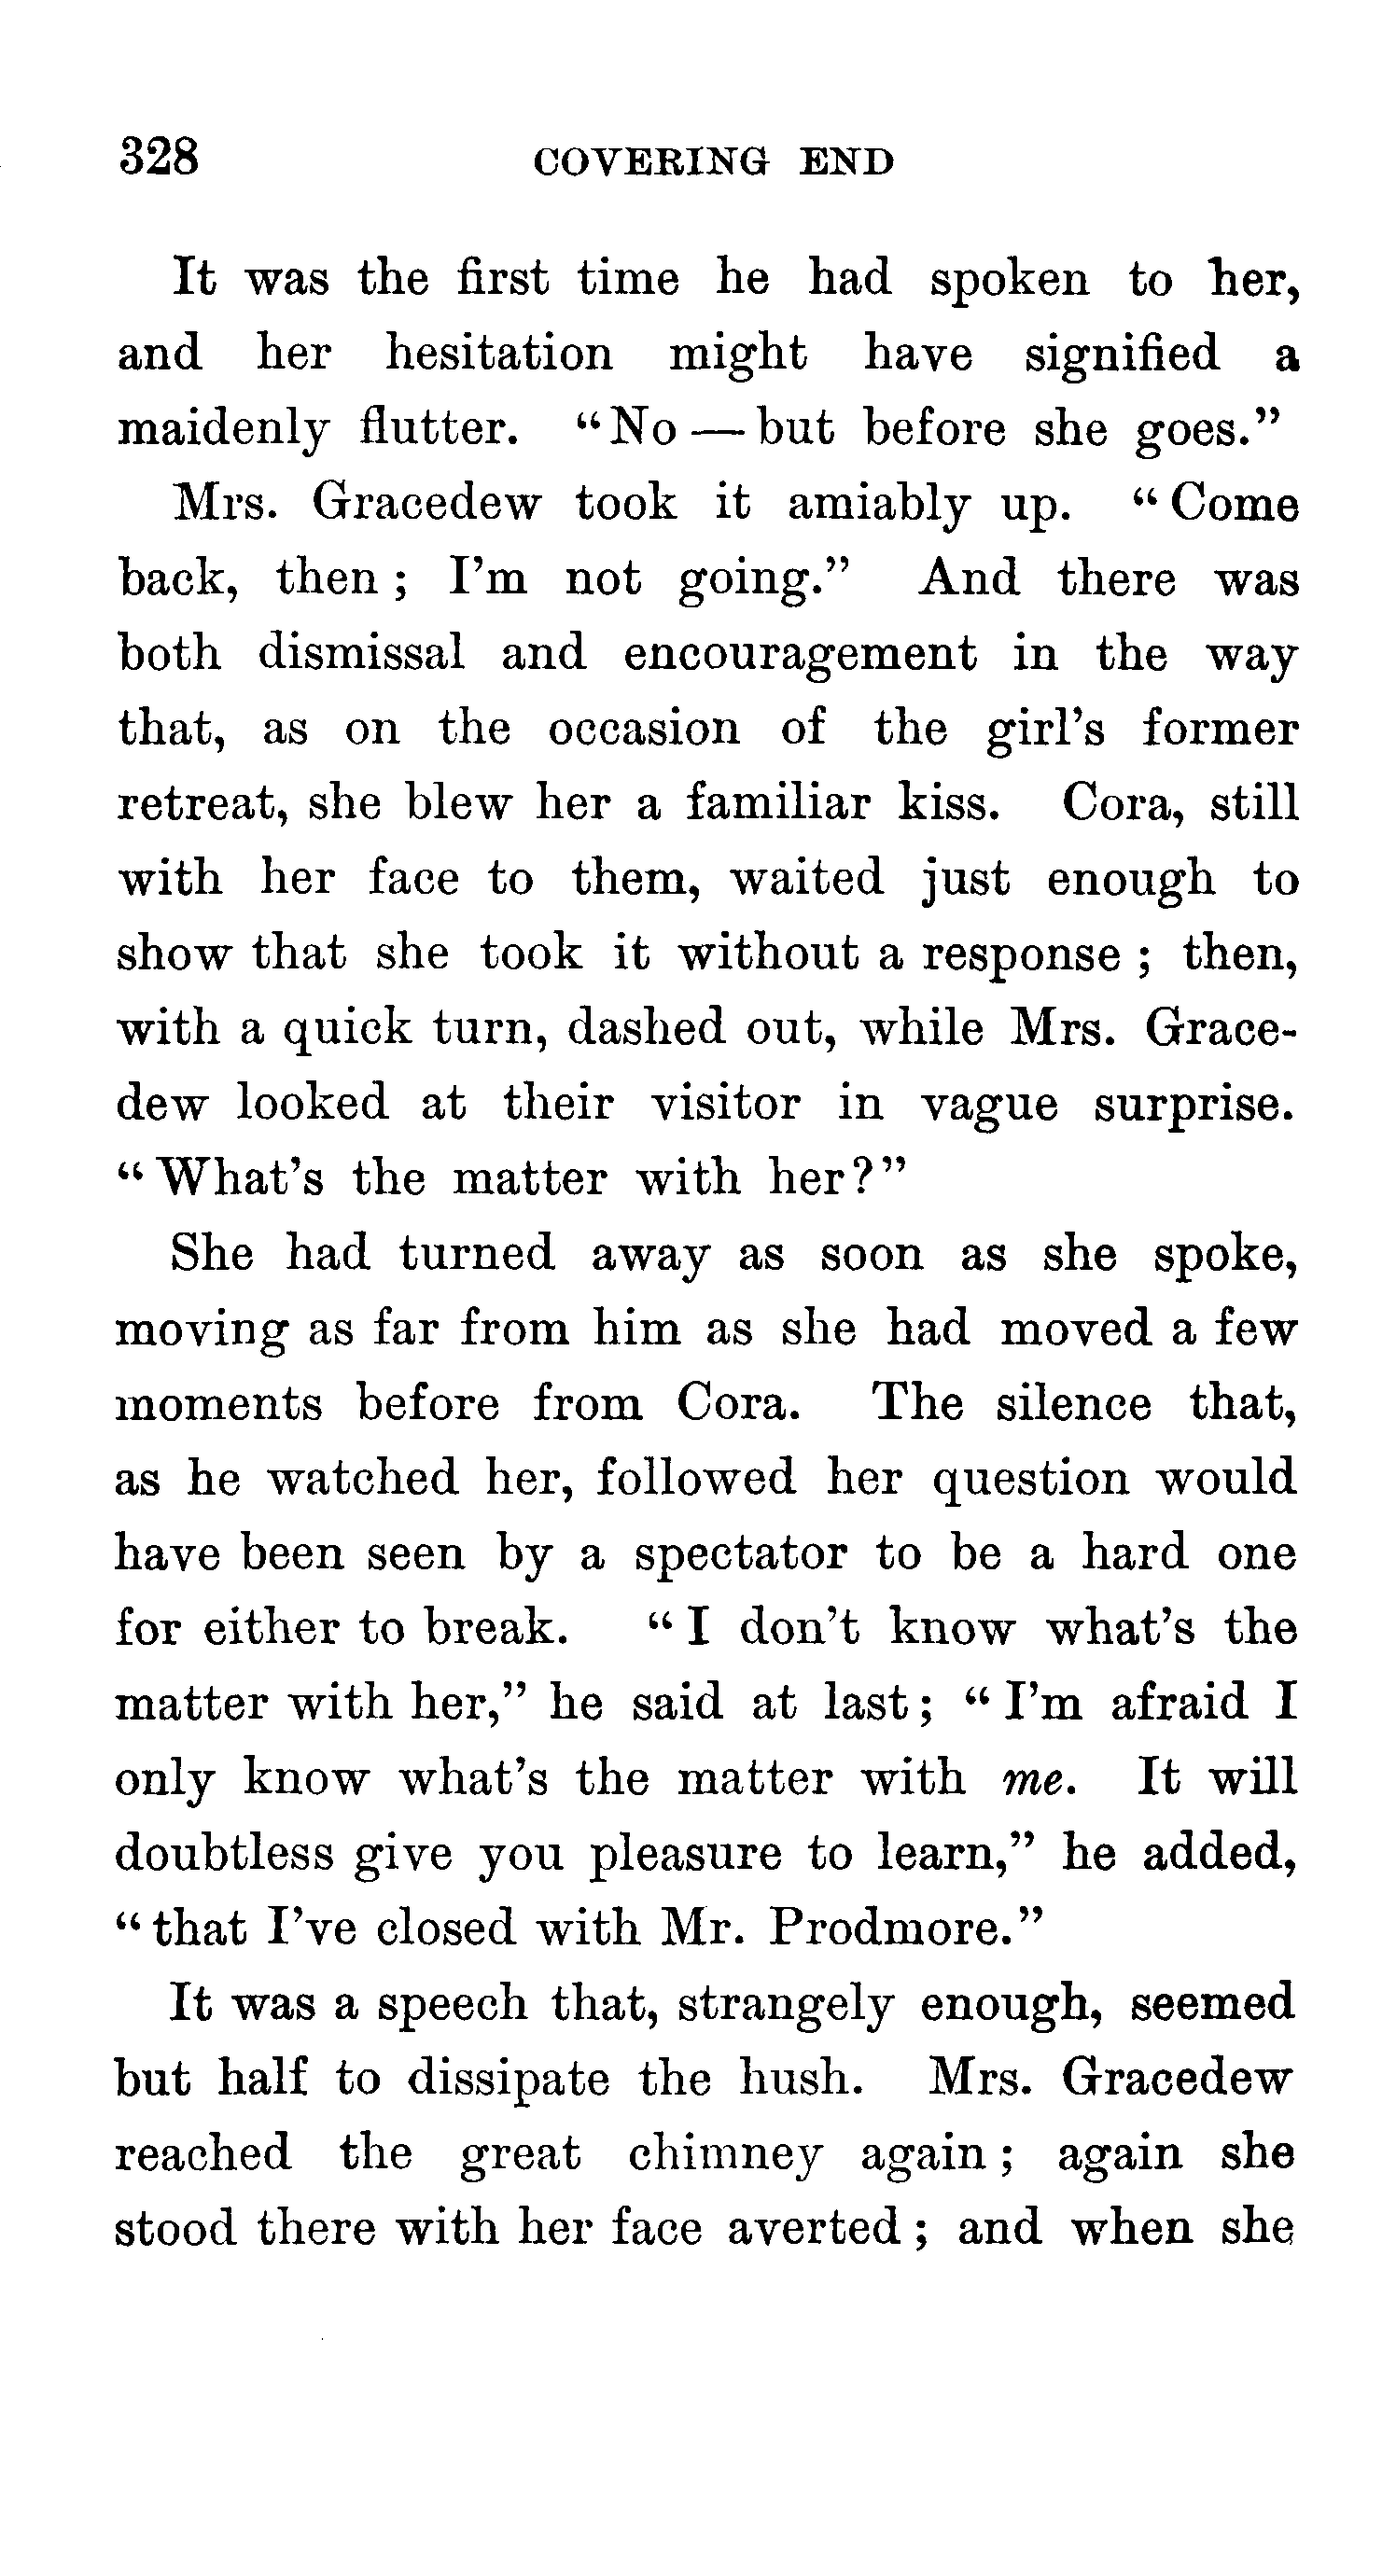 328 COVERING END
It was the first time he had spoken to her,
and her hesitation might have signified a
maidenly flutter. “No — but before she goes.”
Mrs. Gracedew took it amiably up. “Come
back, then; I’m not going.” And there was
both dismissal and encouragement in the way
that, as on the occasion of the girl’s former
retreat, she blew her a familiar kiss. Cora, still
with her face to them, waited just enough to
show that she took it without a response; then,
with a quick turn, dashed out, while Mrs. Grace-
dew looked at their visitor in vague surprise.
“What’s the matter with her?”
She had turned away as soon as she spoke,
moving as far from him as she had moved a few
moments before from Cora. The silence that,
as he watched her, followed her question would
have been seen by a spectator to be a hard one
for either to break. “I don’t know what’s the
matter with her,” he said at last; “I’m afraid I
only know what’s the matter with me. It will
doubtless give you pleasure to learn,” he added,
“that I’ve closed with Mr. Prodmore.”
It was a speech that, strangely enough, seemed
but half to dissipate the hush. Mrs. Gracedew
reached the great chimney again; again she
stood there with her face averted; and when she